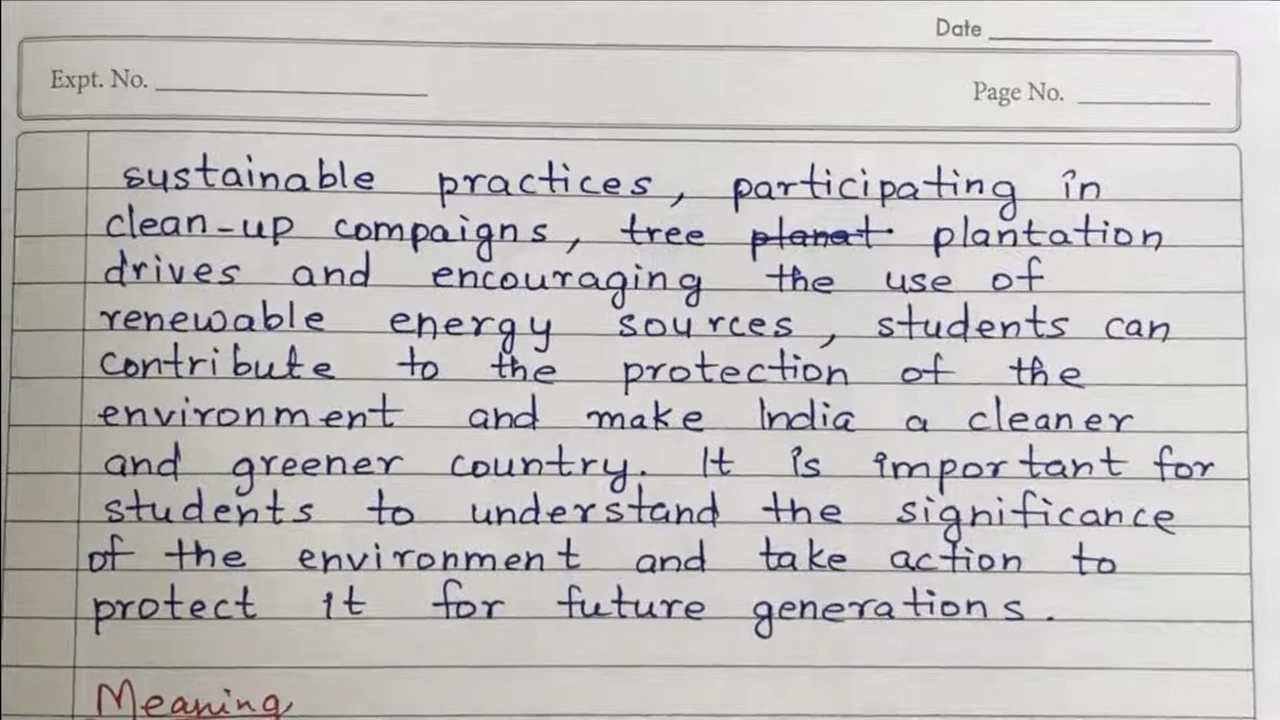 Date
Expt. No.
Page No.
sustainable practices, participating in
clean-up compaigns, tree planat plantation
drives and encouraging the use of
renewable energy sources, students can
contribute to the protection of the
environment and make India a cleaner
and greener country. It is important for
students to understand the significance
of the environment and take action to
protect it for future generations.
Meaning